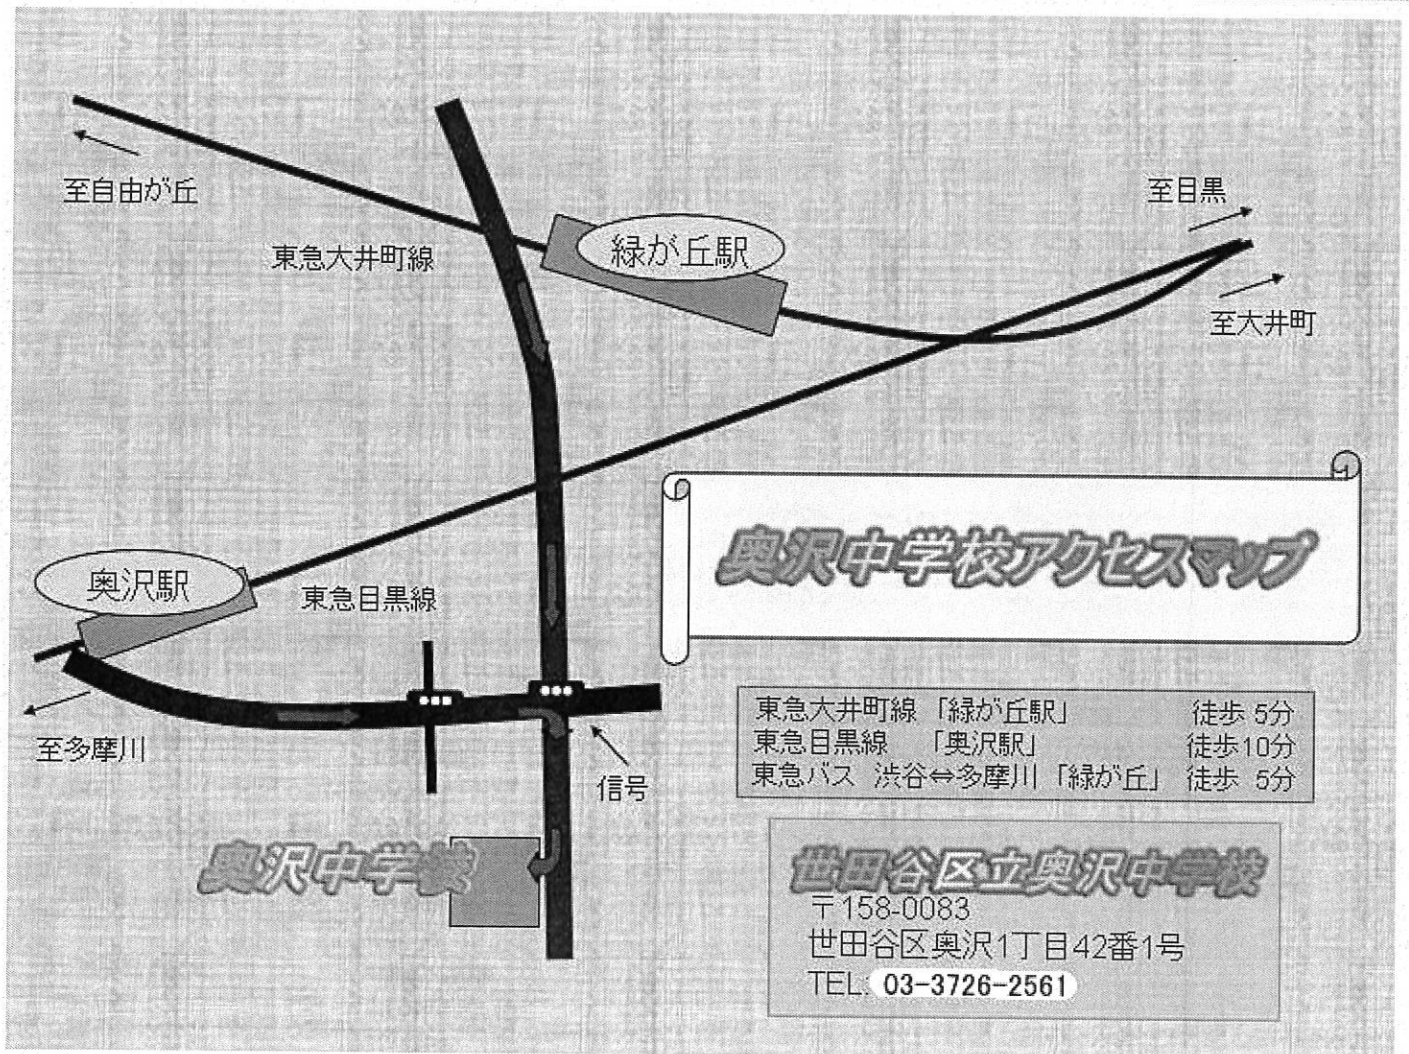 至自由が丘
東急大井町線
緑が丘駅
至目黒
至大井町
奥沢中学校アクセスマップ
奥沢駅
東急目黒線
至多摩川
信号
東急大井町線 「緑が丘駅」 徒歩 5分
東急目黒線 「奥沢駅」 徒歩10分
東急バス 渋谷⇔多摩川 「緑が丘」 徒歩 5分
奥沢中学校
世田谷区立奥沢中学校
〒158-0083
世田谷区奥沢1丁目42番1号
TEL: 03-3726-2561